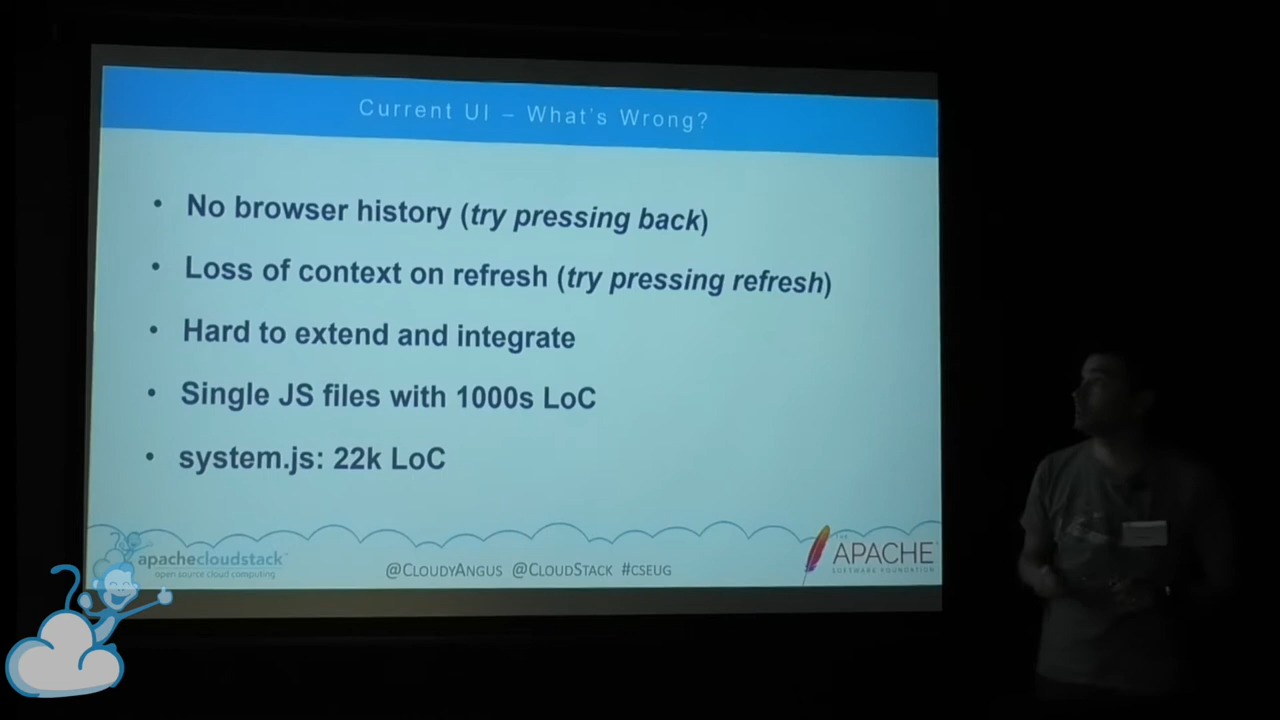 Current UI – What's Wrong?
• No browser history (try pressing back)
• Loss of context on refresh (try pressing refresh)
• Hard to extend and integrate
• Single JS files with 1000s LoC
• system.js: 22k LoC
apachecloudstack
open source cloud computing
@CLOUDYANGUS @CLOUDSTACK #CSEUG
THE
APACHE
SOFTWARE FOUNDATION